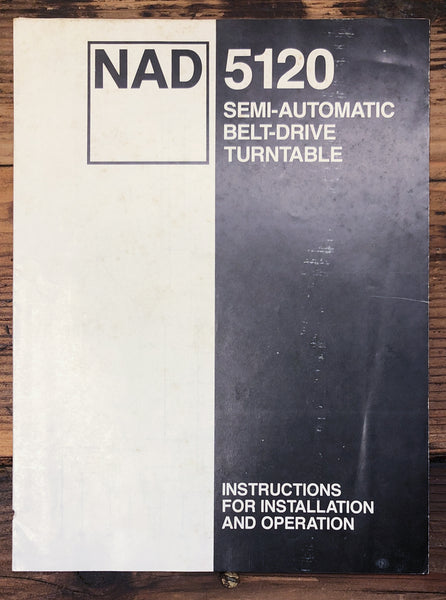 NAD 5120
SEMI-AUTOMATIC
BELT-DRIVE
TURNTABLE
INSTRUCTIONS
FOR INSTALLATION
AND OPERATION